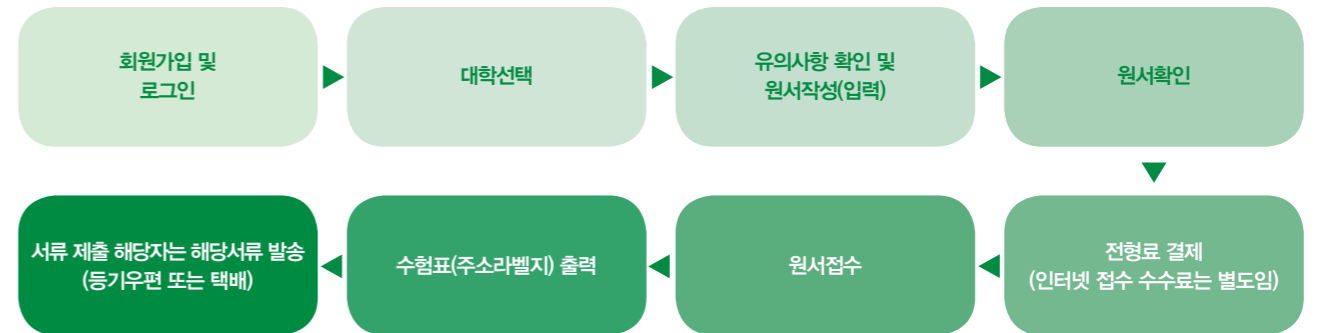 회원가입 및
로그인
대학선택
유의사항 확인 및
원서작성(입력)
원서확인
전형료 결제
(인터넷 접수 수수료는 별도임)
원서접수
수험표(주소라벨지) 출력
서류 제출 해당자는 해당서류 발송
(등기우편 또는 택배)